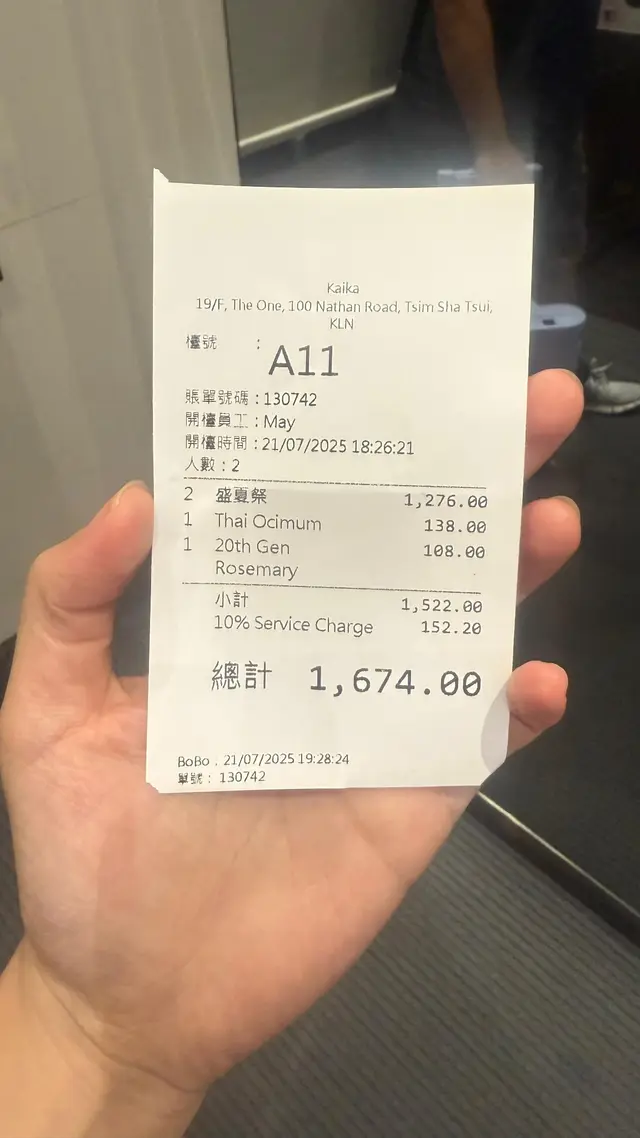 Kaika
19/F, The One, 100 Nathan Road, Tsim Sha Tsui,
KLN
檯號 :
A11
賬單號碼 : 130742
開檯員工 : May
開檯時間 : 21/07/2025 18:26:21
人數 : 2
2 盛夏祭 1,276.00
1 Thai Ocimum 138.00
1 20th Gen 108.00
Rosemary
小計 1,522.00
10% Service Charge 152.20
總計 1,674.00
BoBo . 21/07/2025 19:28:24
單號 : 130742